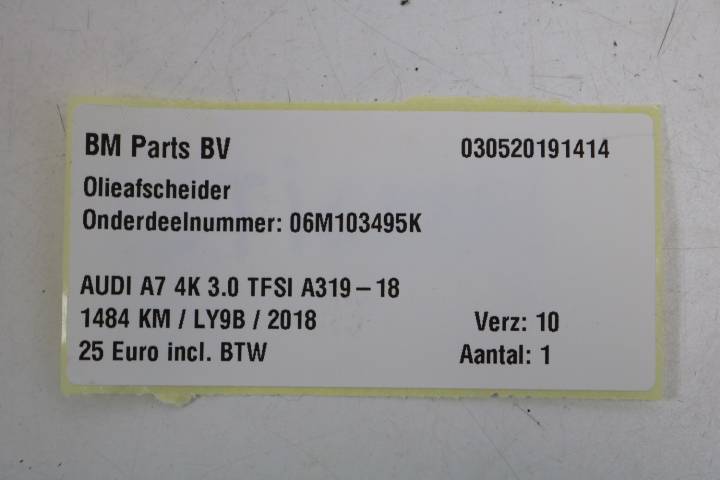 BM Parts BV 030520191414
Olieafscheider
Onderdeelnummer: 06M103495K
AUDI A7 4K 3.0 TFSI A319-18
1484 KM / LY9B / 2018 Verz: 10
25 Euro incl. BTW Aantal: 1